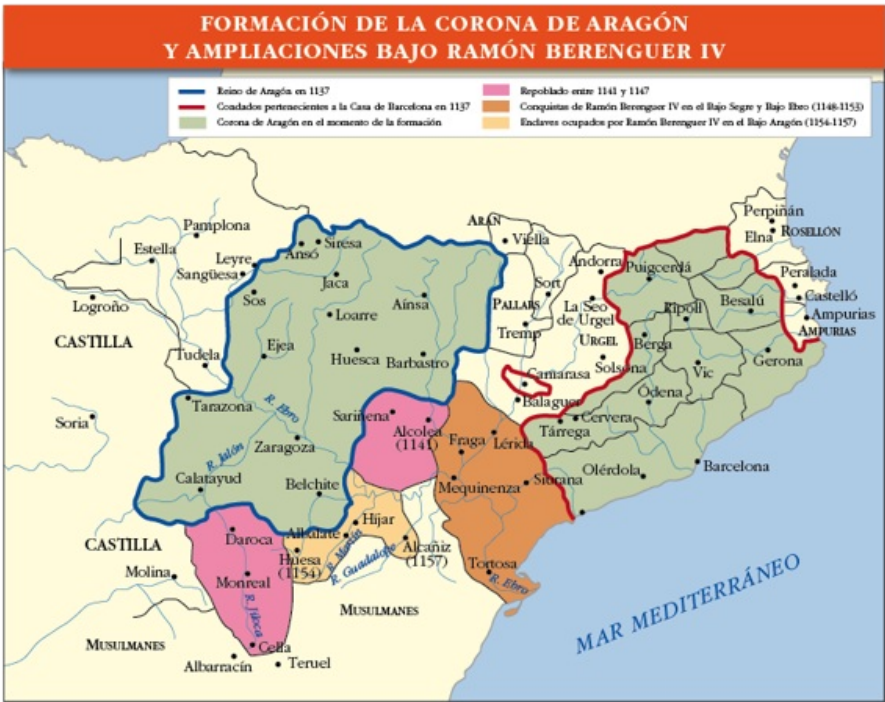 FORMACIÓN DE LA CORONA DE ARAGÓN
Y AMPLIACIONES BAJO RAMÓN BERENGUER IV
Reino de Aragón en 1137
Condados pertenecientes a la Casa de Barcelona en 1137
Corona de Aragón en el momento de la formación
Repoblado entre 1141 y 1147
Conquistas de Ramón Berenguer IV en el Bajo Segre y Bajo Ebro (1148-1153)
Enclaves ocupados por Ramón Berenguer IV en el Bajo Aragón (1154-1157)
Pamplona
Estella
Leyre
Sangüesa
Logroño
CASTILLA
Tudela
Soria
Ansó
Siresa
Jaca
Sos
Loarre
Aínsa
Ejea
Huesca
Barbastro
Tarazona
R. Ebro
Zaragoza
R. Jalón
Calatayud
Belchite
ARÁN
Viella
PALLARS
Sort
Tremp
Andorra
La Seo
de Urgel
URGEL
Solsona
Camarasa
Balaguer
Perpiñán
Elna
ROSELLÓN
Peralada
Castelló
Ampurias
AMPURIAS
Puigcerdá
Ripoll
Besalú
Berga
Vic
Gerona
Ódena
Cervera
Tárrega
Olérdola
Barcelona
Siurana
Sariñena
Alcolea
(1141)
Fraga
Lérida
Mequinenza
Tortosa
R. Ebro
Híjar
Albalate
Huesa
(1154)
R. Martín
R. Guadalope
Alcañiz
(1157)
CASTILLA
Molina
Daroca
Monreal
R. Jiloca
Cella
MUSULMANES
Albarracín
Teruel
MUSULMANES
MAR MEDITERRÁNEO